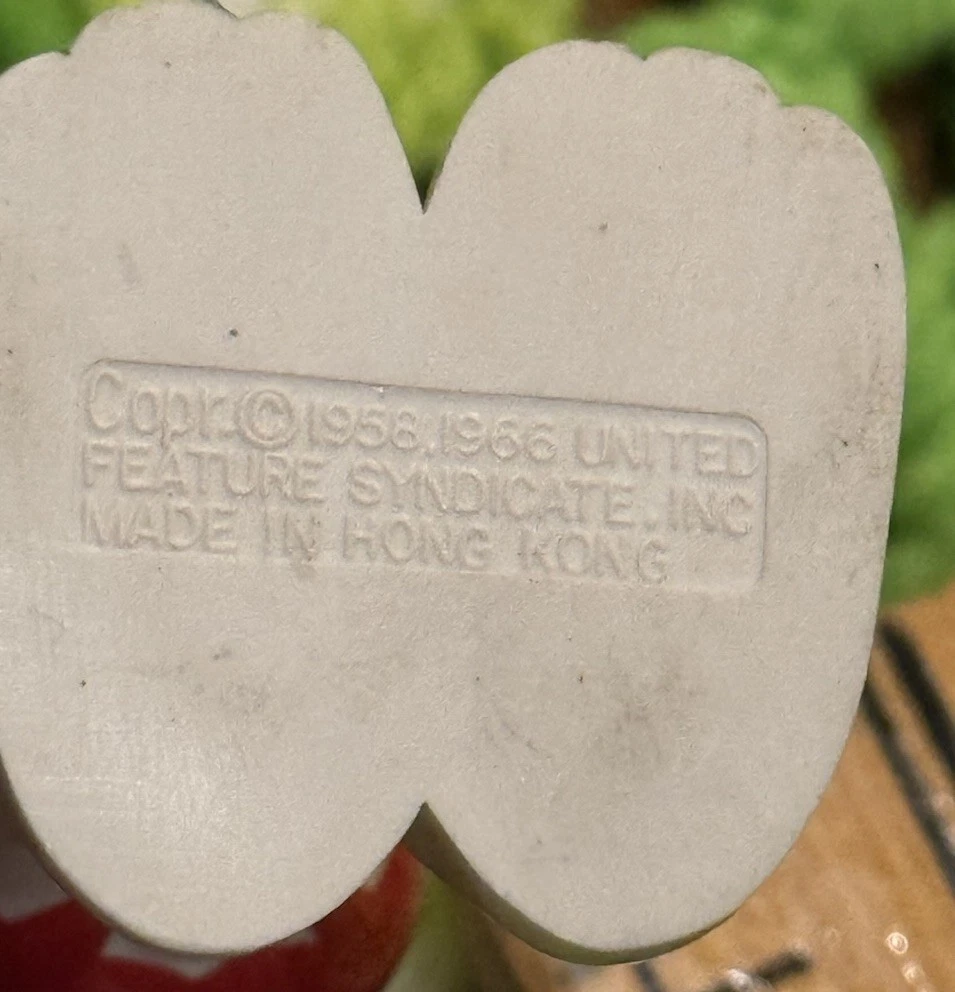 Copr.©1958,1966 UNITED
FEATURE SYNDICATE, INC
MADE IN HONG KONG